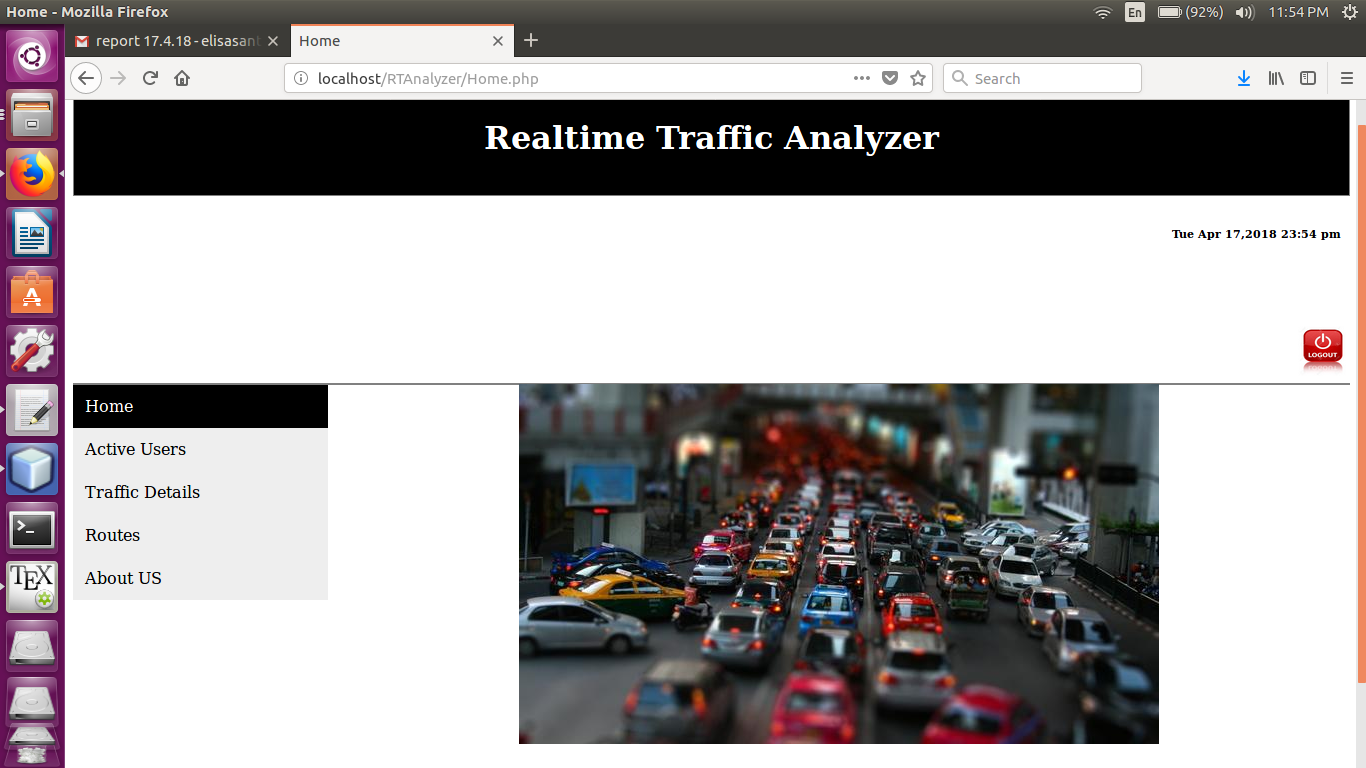 Home - Mozilla Firefox
En
(92%)
11:54 PM
report 17.4.18 - elisasant
Home
localhost/RTAnalyzer/Home.php
Search
Realtime Traffic Analyzer
Tue Apr 17,2018 23:54 pm
LOGOUT
Home
Active Users
Traffic Details
Routes
About US
TEX